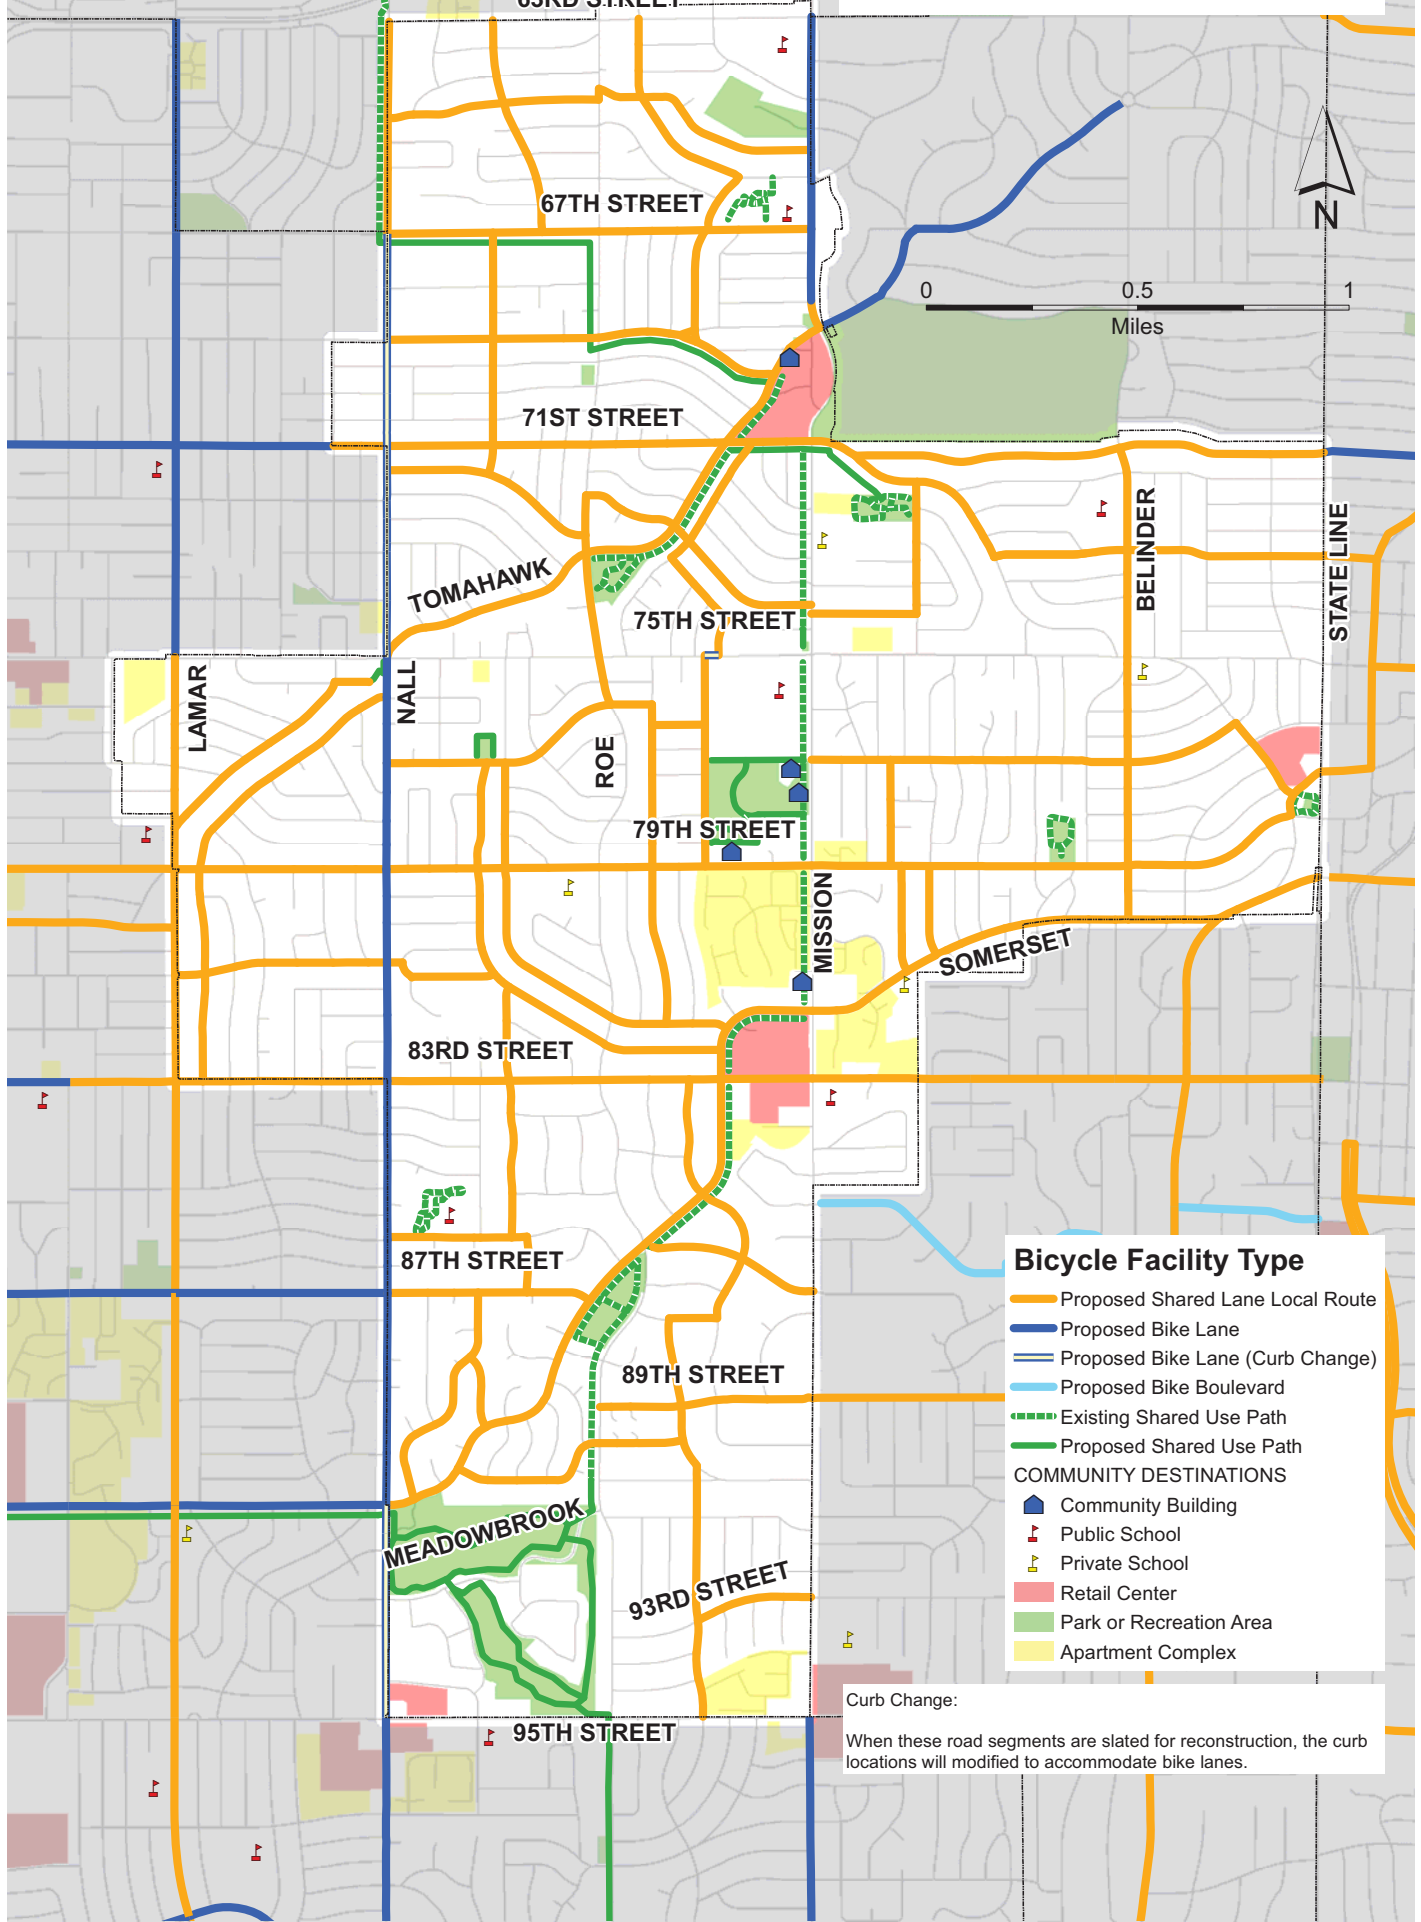 63RD STREET
67TH STREET
N
0 0.5 1
Miles
71ST STREET
BELINDER
STATE LINE
TOMAHAWK
75TH STREET
LAMAR
NALL
ROE
79TH STREET
MISSION
SOMERSET
83RD STREET
87TH STREET
89TH STREET
MEADOWBROOK
93RD STREET
95TH STREET
Bicycle Facility Type
Proposed Shared Lane Local Route
Proposed Bike Lane
Proposed Bike Lane (Curb Change)
Proposed Bike Boulevard
Existing Shared Use Path
Proposed Shared Use Path
COMMUNITY DESTINATIONS
Community Building
Public School
Private School
Retail Center
Park or Recreation Area
Apartment Complex
Curb Change:
When these road segments are slated for reconstruction, the curb
locations will modified to accommodate bike lanes.